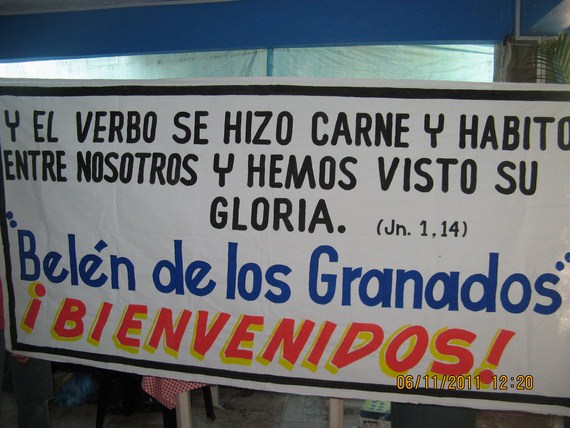 Y EL VERBO SE HIZO CARNE Y HABITO
ENTRE NOSOTROS Y HEMOS VISTO SU
GLORIA. (Jn. 1,14)
"Belén de los Granados"
¡BIENVENIDOS!
06/11/2011 12:20